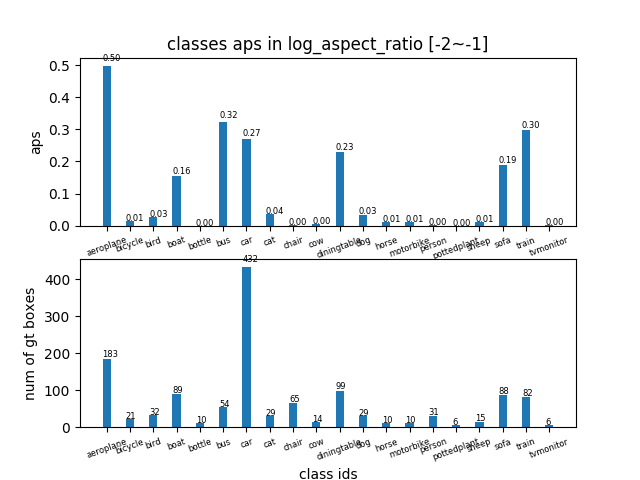 classes aps in log_aspect_ratio [-2~-1]
aps
0.5
0.4
0.3
0.2
0.1
0.0
0.50 0.01 0.03 0.16 0.00 0.32 0.27 0.04 0.00 0.00 0.23 0.03 0.01 0.01 0.00 0.00 0.01 0.19 0.30 0.00
aeroplane bicycle bird boat bottle bus car cat chair cow diningtable dog horse motorbike person pottedplant sheep sofa train tvmonitor
num of gt boxes
400
300
200
100
0
183 21 32 89 10 54 432 29 65 14 99 29 10 10 31 6 15 88 82 6
aeroplane bicycle bird boat bottle bus car cat chair cow diningtable dog horse motorbike person pottedplant sheep sofa train tvmonitor
class ids